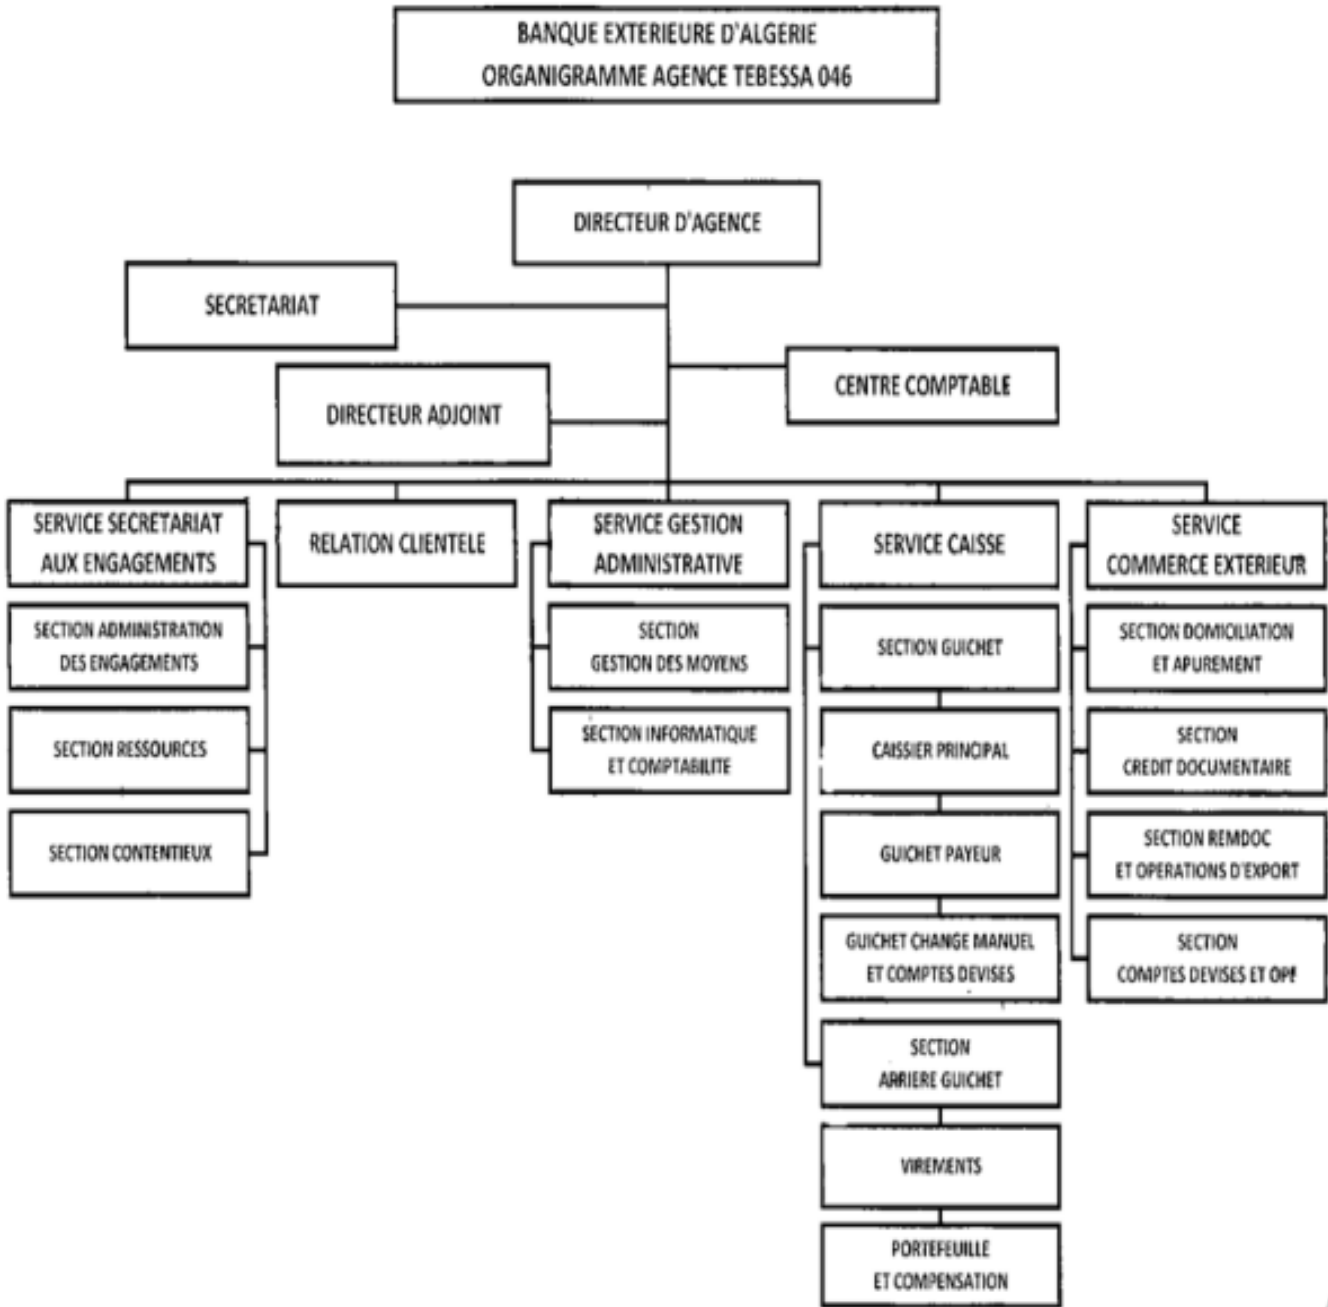 BANQUE EXTERIEURE D'ALGERIE
ORGANIGRAMME AGENCE TEBESSA 046
DIRECTEUR D'AGENCE
SECRETARIAT
CENTRE COMPTABLE
DIRECTEUR ADJOINT
SERVICE SECRETARIAT
AUX ENGAGEMENTS
SECTION ADMINISTRATION
DES ENGAGEMENTS
SECTION RESSOURCES
SECTION CONTENTIEUX
RELATION CLIENTELE
SERVICE GESTION
ADMINISTRATIVE
SECTION
GESTION DES MOYENS
SECTION INFORMATIQUE
ET COMPTABILITE
SERVICE CAISSE
SECTION GUICHET
CAISSIER PRINCIPAL
GUICHET PAYEUR
GUICHET CHANGE MANUEL
ET COMPTES DEVISES
SECTION
ARRIERE GUICHET
VIREMENTS
PORTEFEUILLE
ET COMPENSATION
SERVICE
COMMERCE EXTERIEUR
SECTION DOMICILIATION
ET APUREMENT
SECTION
CREDIT DOCUMENTAIRE
SECTION REMDOC
ET OPERATIONS D'EXPORT
SECTION
COMPTES DEVISES ET